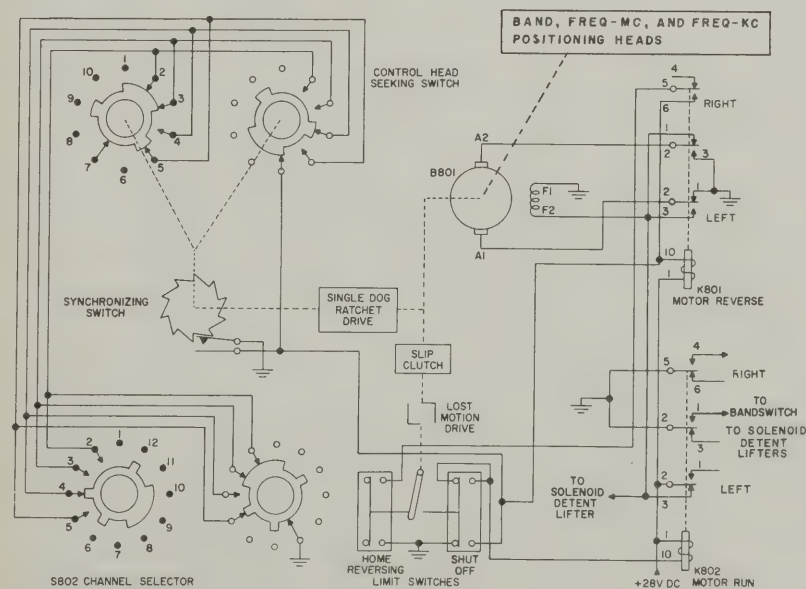 BAND, FREQ-MC, AND FREQ-KC
POSITIONING HEADS
CONTROL HEAD
SEEKING SWITCH
1
2
3
4
5
6
7
8
9
10
4
5
6
RIGHT
A2
1
2
3
B801
F1
F2
1
2
3
LEFT
A1
10
1
K801
MOTOR REVERSE
SYNCHRONIZING
SWITCH
SINGLE DOG
RATCHET
DRIVE
SLIP
CLUTCH
LOST
MOTION
DRIVE
4
5
6
RIGHT
1
TO
BANDSWITCH
2
TO SOLENOID
DETENT
LIFTERS
3
1
2
3
LEFT
TO
SOLENOID
DETENT
LIFTER
1
2
3
4
5
6
7
8
9
10
11
12
S802 CHANNEL SELECTOR
HOME
REVERSING
SHUT
OFF
LIMIT SWITCHES
1
10
+28V DC
K802
MOTOR RUN